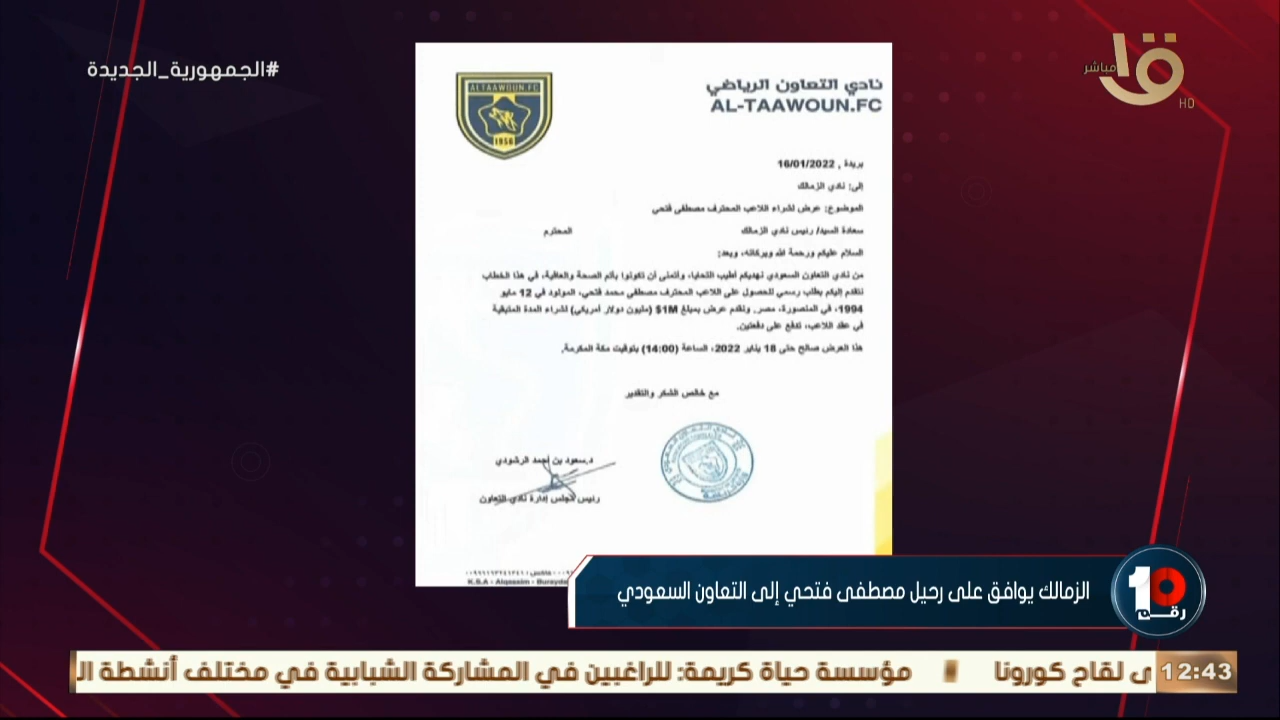 #الجمهورية_الجديدة
مباشر
HD
ALTAAWOUN.FC
1956
نادي التعاون الرياضي
AL-TAAWOUN.FC
بريدة , 16/01/2022
إلى: نادي الزمالك
الموضوع: عرض لشراء اللاعب المحترف مصطفى فتحي
سعادة السيد/ رئيس نادي الزمالك المحترم
السلام عليكم ورحمة الله وبركاته، وبعد:
من نادي التعاون السعودي نهديكم أطيب التحايا، وأتمنى أن تكونوا بأتم الصحة والعافية، في هذا الخطاب
نتقدم إليكم بطلب رسمي للحصول على اللاعب المحترف مصطفى محمد فتحي، المولود في 12 مايو
1994، في المنصورة، مصر. ونقدم عرض بمبلغ 1M$ (مليون دولار أمريكي) لشراء المدة المتبقية
في عقد اللاعب، تدفع على دفعتين.
هذا العرض صالح حتى 18 يناير 2022، الساعة (14:00) بتوقيت مكة المكرمة.
مع خالص الشكر والتقدير
د.سعود بن أحمد الرشودي
رئيس مجلس إدارة نادي التعاون
K.S.A - Alqassim -
الزمالك يوافق على رحيل مصطفى فتحي إلى التعاون السعودي
رقم 10
ى لقاح كورونا مؤسسة حياة كريمة: للراغبين في المشاركة الشبابية في مختلف أنشطة ال
12:43